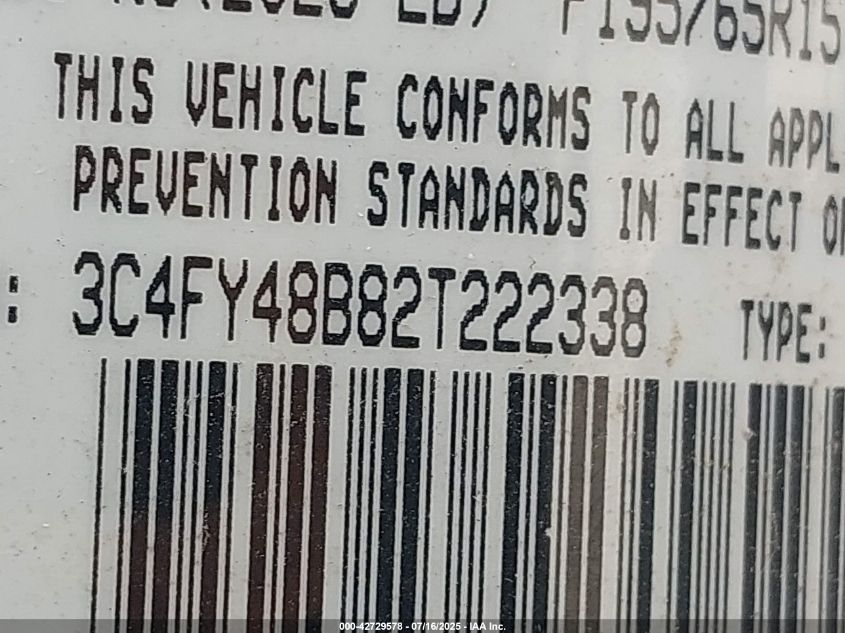 P195/65R15
THIS VEHICLE CONFORMS TO ALL APPL
PREVENTION STANDARDS IN EFFECT
: 3C4FY48B82T222338 TYPE:
000-42729578 - 07/16/2025 - IAA Inc.